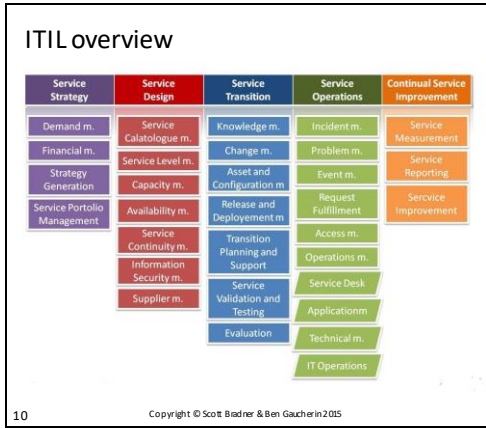 ITIL overview
Service
Strategy
Demand m.
Financial m.
Strategy
Generation
Service Portolio
Management
Service
Design
Service
Calatologue m.
Service Level m.
Capacity m.
Availability m.
Service
Continuity m.
Information
Security m.
Supplier m.
Service
Transition
Knowledge m.
Change m.
Asset and
Configuration m
Release and
Deployement m
Transition
Planning and
Support
Service
Validation and
Testing
Evaluation
Service
Operations
Incident m.
Problem m.
Event m.
Request
Fulfillment
Access m.
Operations m.
Service Desk
Applicationm
Technical m.
IT Operations
Continual Service
Improvement
Service
Measurement
Service
Reporting
Sercvice
Improvement
10
Copyright © Scott Bradner & Ben Gaucherin 2015